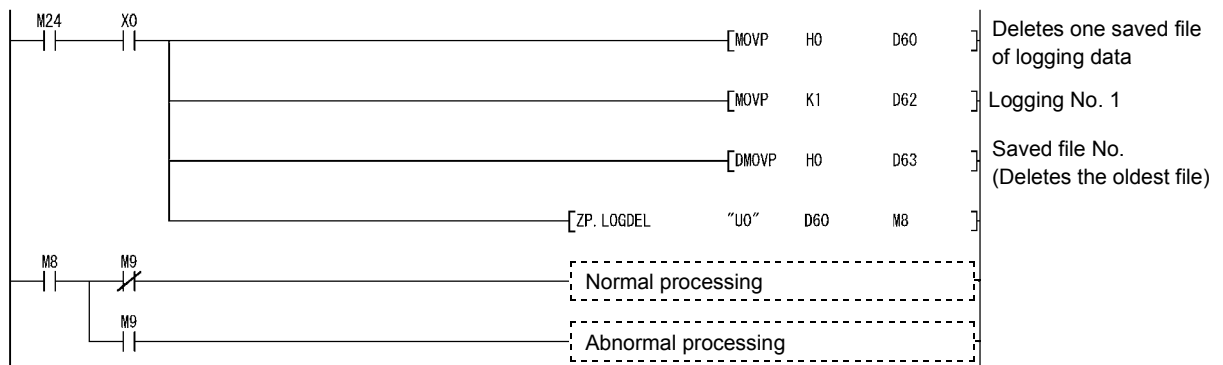 M24 X0
[MOVP H0 D60 ] Deletes one saved file
of logging data
[MOVP K1 D62 ] Logging No. 1
[DMOVP H0 D63 ] Saved file No.
(Deletes the oldest file)
[ZP.LOGDEL "U0" D60 M8 ]
M8 M9
Normal processing
M9
Abnormal processing